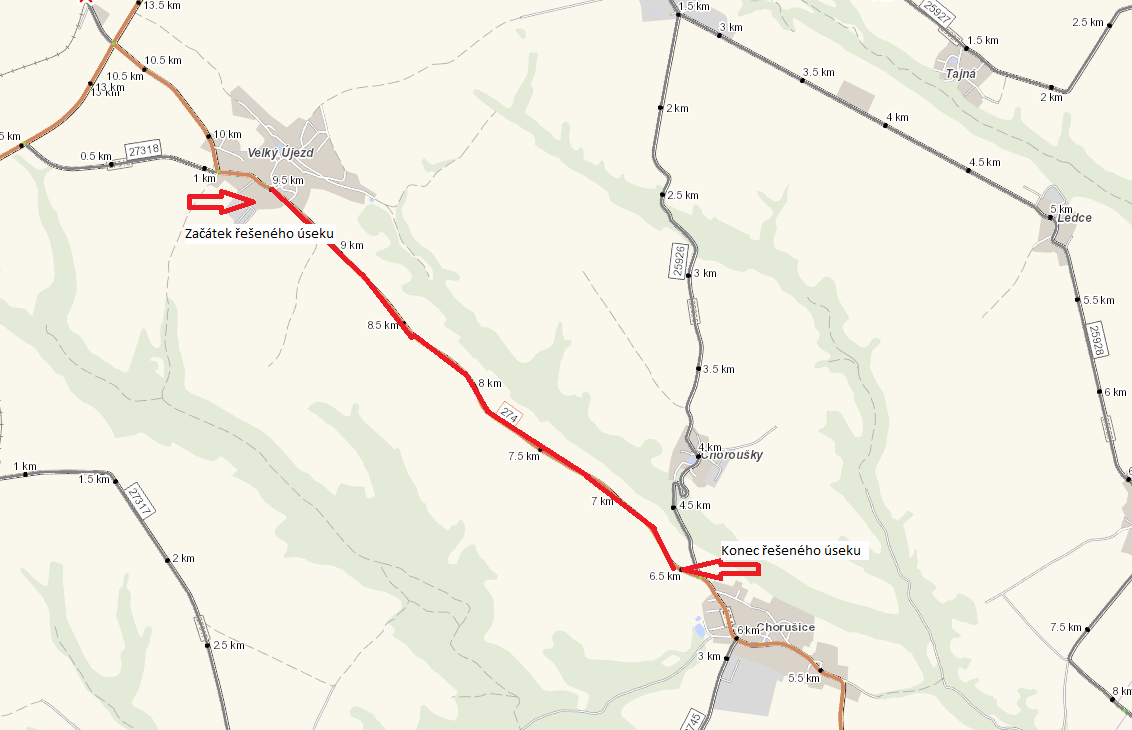 13.5 km
1.5 km
25927
2.5 km
3 km
1.5 km
10.5 km
10.5 km
Tajná
13 km
3.5 km
2 km
2 km
4 km
5 km
10 km
27318
Velký Újezd
0.5 km
4.5 km
1 km
9.5 km
2.5 km
5 km
Ledce
Začátek řešeného úseku
9 km
25926
3 km
5.5 km
8.5 km
25928
3.5 km
8 km
6 km
274
7.5 km
4 km
Choroušky
1 km
1.5 km
27317
7 km
4.5 km
2 km
Konec řešeného úseku
6.5 km
6 km
Chorušice
7.5 km
2.5 km
3 km
5.5 km
8 km
2745